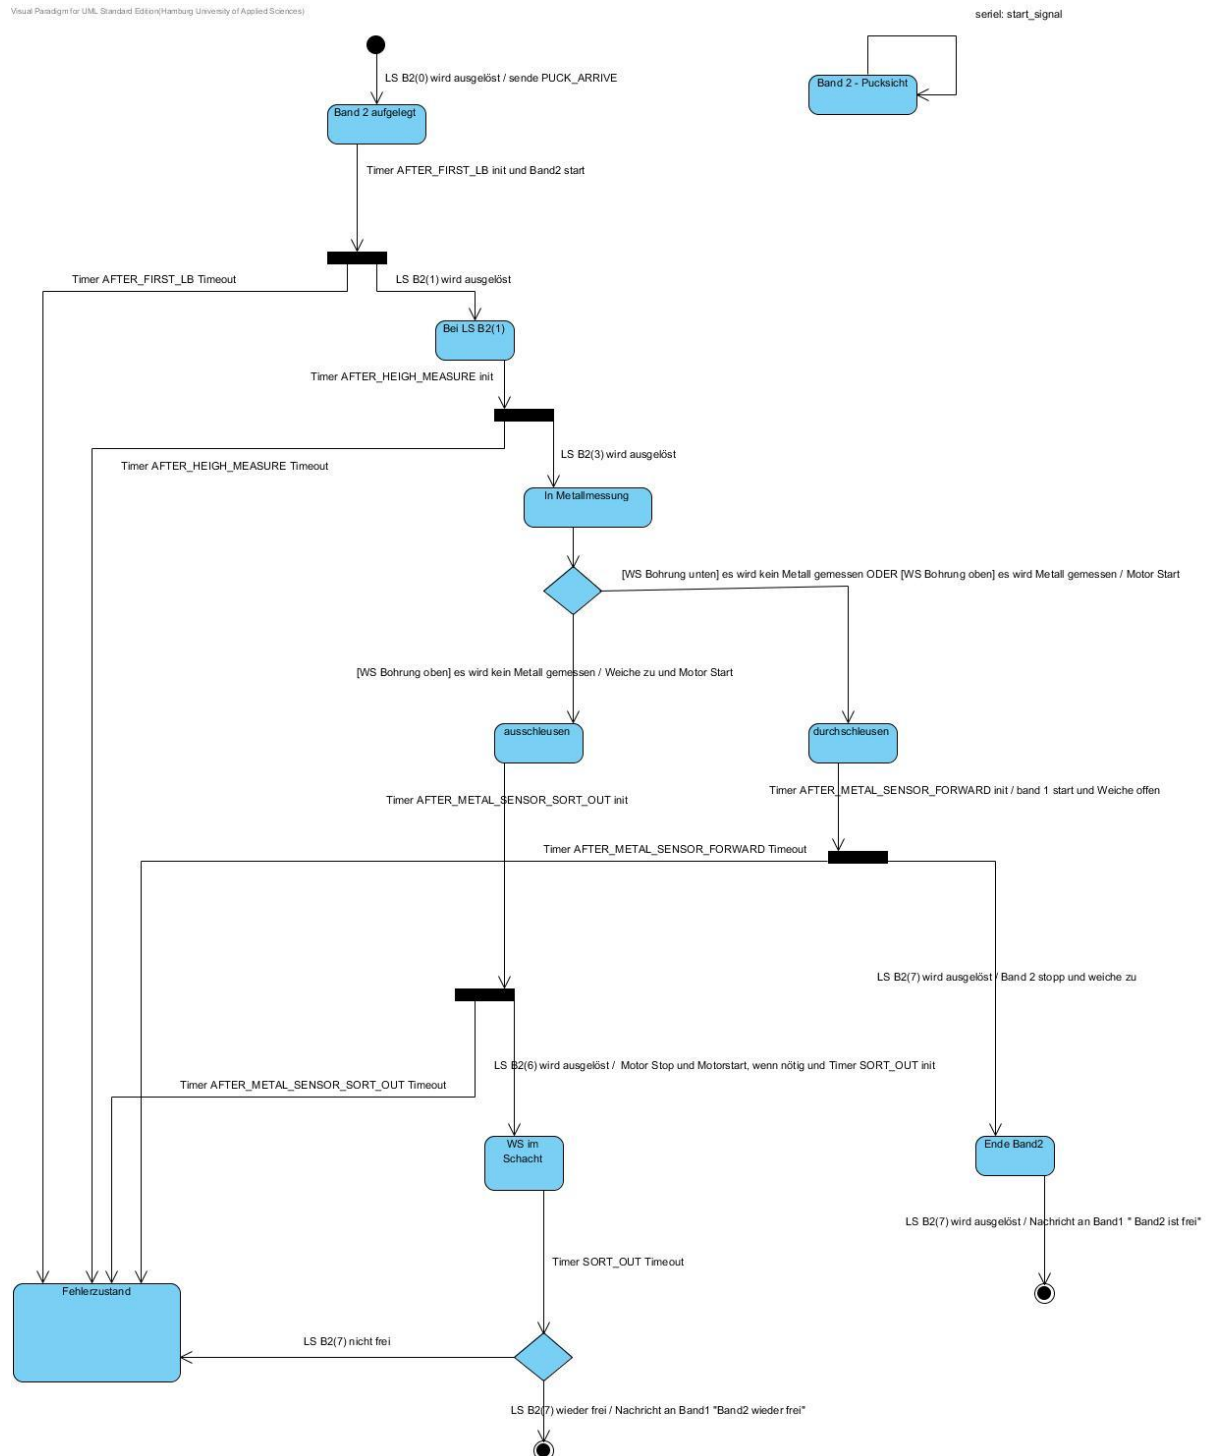 Visual Paradigm for UML Standard Edition(Hamburg University of Applied Sciences)
seriel: start_signal
LS B2(0) wird ausgelöst / sende PUCK_ARRIVE
Band 2 - Pucksicht
Band 2 aufgelegt
Timer AFTER_FIRST_LB init und Band2 start
Timer AFTER_FIRST_LB Timeout
LS B2(1) wird ausgelöst
Bei LS B2(1)
Timer AFTER_HEIGH_MEASURE init
LS B2(3) wird ausgelöst
Timer AFTER_HEIGH_MEASURE Timeout
In Metallmessung
[WS Bohrung unten] es wird kein Metall gemessen ODER [WS Bohrung oben] es wird Metall gemessen / Motor Start
[WS Bohrung oben] es wird kein Metall gemessen / Weiche zu und Motor Start
ausschleusen
durchschleusen
Timer AFTER_METAL_SENSOR_FORWARD init / band 1 start und Weiche offen
Timer AFTER_METAL_SENSOR_SORT_OUT init
Timer AFTER_METAL_SENSOR_FORWARD Timeout
LS B2(7) wird ausgelöst / Band 2 stopp und weiche zu
LS B2(6) wird ausgelöst / Motor Stop und Motorstart, wenn nötig und Timer SORT_OUT init
Timer AFTER_METAL_SENSOR_SORT_OUT Timeout
WS im
Schacht
Ende Band2
LS B2(7) wird ausgelöst / Nachricht an Band1 " Band2 ist frei"
Timer SORT_OUT Timeout
Fehlerzustand
LS B2(7) nicht frei
LS B2(7) wieder frei / Nachricht an Band1 "Band2 wieder frei"